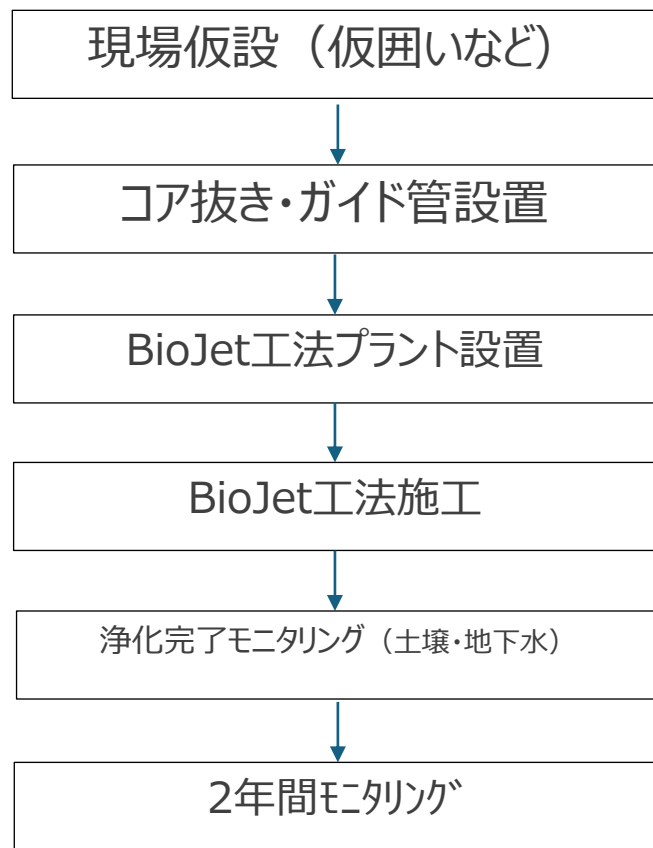 現場仮設（仮囲いなど）
コア抜き・ガイド管設置
BioJet工法プラント設置
BioJet工法施工
浄化完了モニタリング（土壌・地下水）
2年間ﾓﾆﾀﾘﾝｸﾞ